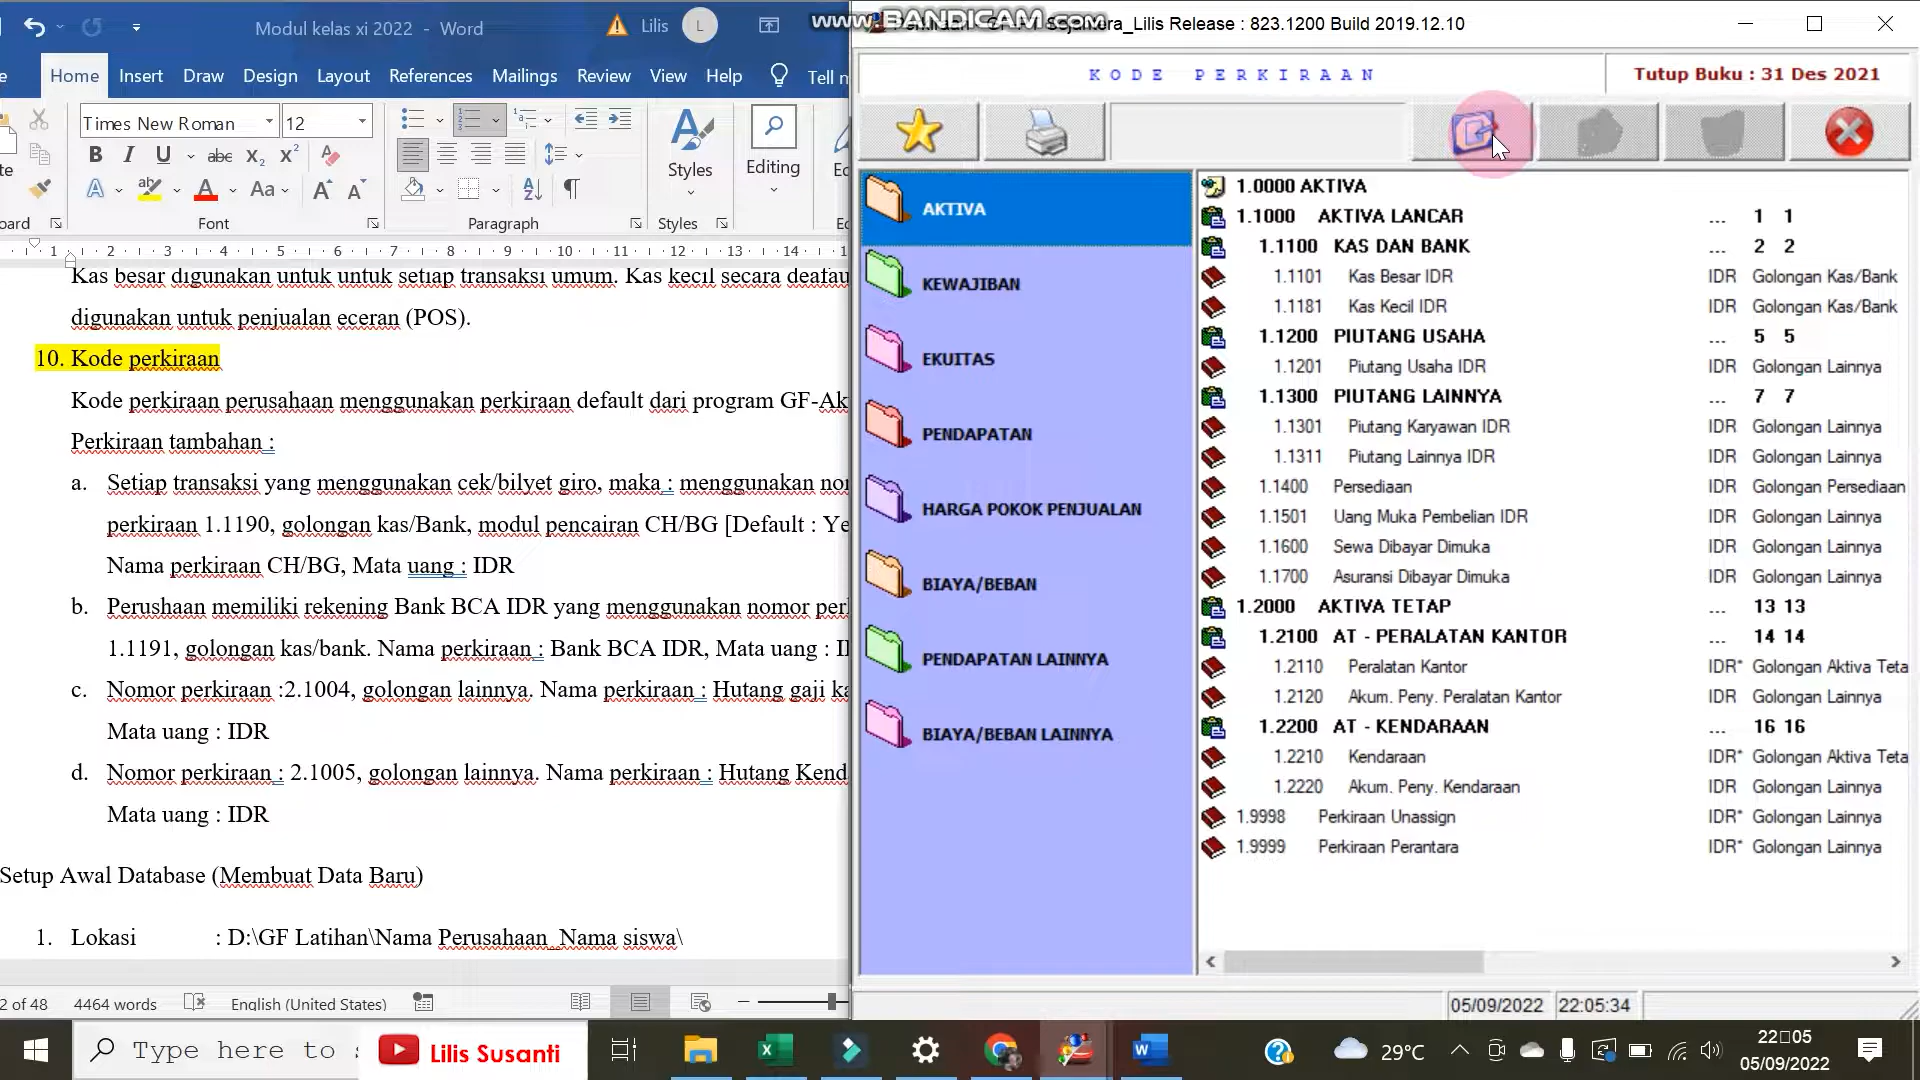 Modul kelas xi 2022 - Word
Lilis
L
Home Insert Draw Design Layout References Mailings Review View Help Tell
Times New Roman 12
Styles
Editing
Font
Paragraph
Styles
1 2 3 4 5 6 7 8 9 10 11 12 13 14
Kas besar digunakan untuk untuk setiap transaksi umum. Kas kecil secara deafau
digunakan untuk penjualan eceran (POS).
10. Kode perkiraan
Kode perkiraan perusahaan menggunakan perkiraan default dari program GF-Ak
Perkiraan tambahan :
a. Setiap transaksi yang menggunakan cek/bilyet giro, maka : menggunakan no
perkiraan 1.1190, golongan kas/Bank, modul pencairan CH/BG [Default : Ye
Nama perkiraan CH/BG, Mata uang : IDR
b. Perushaan memiliki rekening Bank BCA IDR yang menggunakan nomor per
1.1191, golongan kas/bank. Nama perkiraan : Bank BCA IDR, Mata uang : I
c. Nomor perkiraan :2.1004, golongan lainnya. Nama perkiraan : Hutang gaji ka
Mata uang : IDR
d. Nomor perkiraan : 2.1005, golongan lainnya. Nama perkiraan : Hutang Kend
Mata uang : IDR
Setup Awal Database (Membuat Data Baru)
1. Lokasi : D:\GF Latihan\Nama Perusahaan_Nama siswa\
2 of 48 4464 words English (United States)
www.BANDICAM.com
Lilis Release : 823.1200 Build 2019.12.10
KODE PERKIRAAN
Tutup Buku : 31 Des 2021
AKTIVA
KEWAJIBAN
EKUITAS
PENDAPATAN
HARGA POKOK PENJUALAN
BIAYA/BEBAN
PENDAPATAN LAINNYA
BIAYA/BEBAN LAINNYA
1.0000 AKTIVA
1.1000 AKTIVA LANCAR ... 1 1
1.1100 KAS DAN BANK ... 2 2
1.1101 Kas Besar IDR IDR Golongan Kas/Bank
1.1181 Kas Kecil IDR IDR Golongan Kas/Bank
1.1200 PIUTANG USAHA ... 5 5
1.1201 Piutang Usaha IDR IDR Golongan Lainnya
1.1300 PIUTANG LAINNYA ... 7 7
1.1301 Piutang Karyawan IDR IDR Golongan Lainnya
1.1311 Piutang Lainnya IDR IDR Golongan Lainnya
1.1400 Persediaan IDR Golongan Persediaan
1.1501 Uang Muka Pembelian IDR IDR Golongan Lainnya
1.1600 Sewa Dibayar Dimuka IDR Golongan Lainnya
1.1700 Asuransi Dibayar Dimuka IDR Golongan Lainnya
1.2000 AKTIVA TETAP ... 13 13
1.2100 AT - PERALATAN KANTOR ... 14 14
1.2110 Peralatan Kantor IDR* Golongan Aktiva Teta
1.2120 Akum. Peny. Peralatan Kantor IDR Golongan Lainnya
1.2200 AT - KENDARAAN ... 16 16
1.2210 Kendaraan IDR* Golongan Aktiva Teta
1.2220 Akum. Peny. Kendaraan IDR Golongan Lainnya
1.9998 Perkiraan Unassign IDR* Golongan Lainnya
1.9999 Perkiraan Perantara IDR* Golongan Lainnya
05/09/2022 22:05:34
Type here to
Lilis Susanti
29°C
22□05
05/09/2022